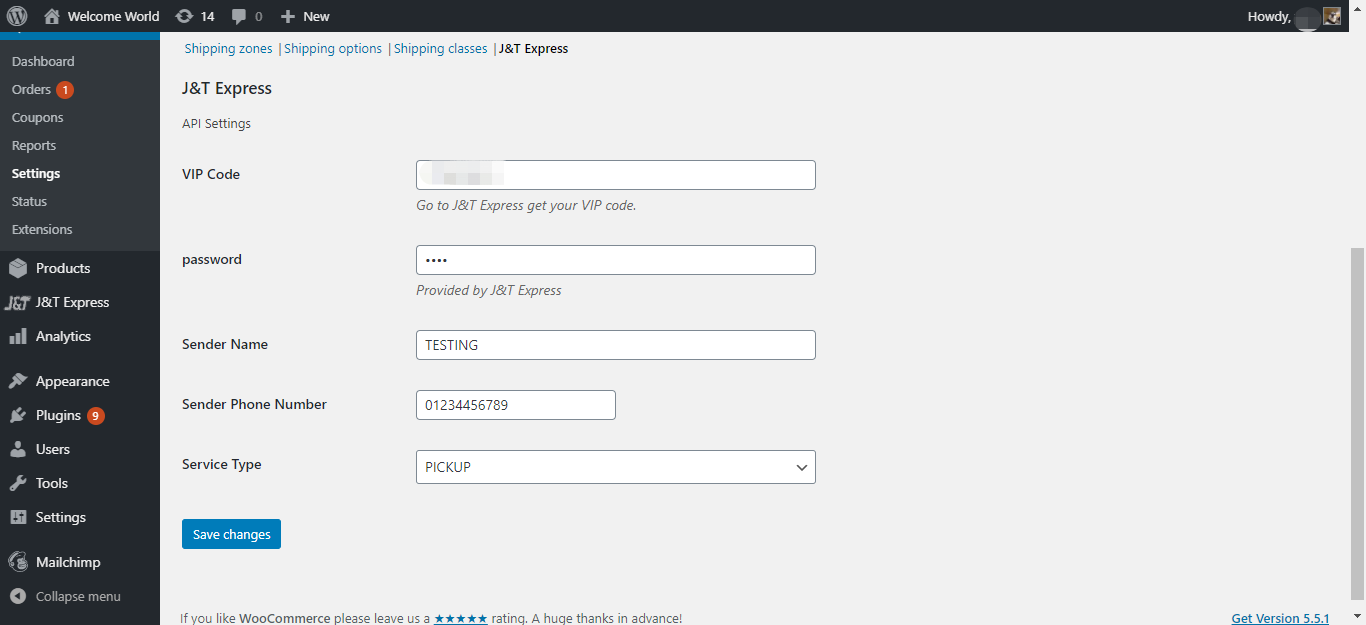 Welcome World 14 0 New Howdy,
Dashboard
Orders 1
Coupons
Reports
Settings
Status
Extensions
Products
J&T J&T Express
Analytics
Appearance
Plugins 9
Users
Tools
Settings
Mailchimp
Collapse menu
Shipping zones | Shipping options | Shipping classes | J&T Express
J&T Express
API Settings
VIP Code
Go to J&T Express get your VIP code.
password ••••
Provided by J&T Express
Sender Name TESTING
Sender Phone Number 01234456789
Service Type PICKUP
Save changes
If you like WooCommerce please leave us a ★★★★★ rating. A huge thanks in advance! Get Version 5.5.1